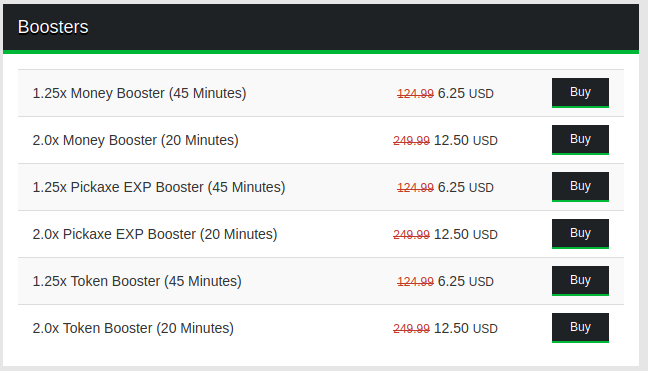 Boosters
1.25x Money Booster (45 Minutes) 124.99 6.25 USD Buy
2.0x Money Booster (20 Minutes) 249.99 12.50 USD Buy
1.25x Pickaxe EXP Booster (45 Minutes) 124.99 6.25 USD Buy
2.0x Pickaxe EXP Booster (20 Minutes) 249.99 12.50 USD Buy
1.25x Token Booster (45 Minutes) 124.99 6.25 USD Buy
2.0x Token Booster (20 Minutes) 249.99 12.50 USD Buy